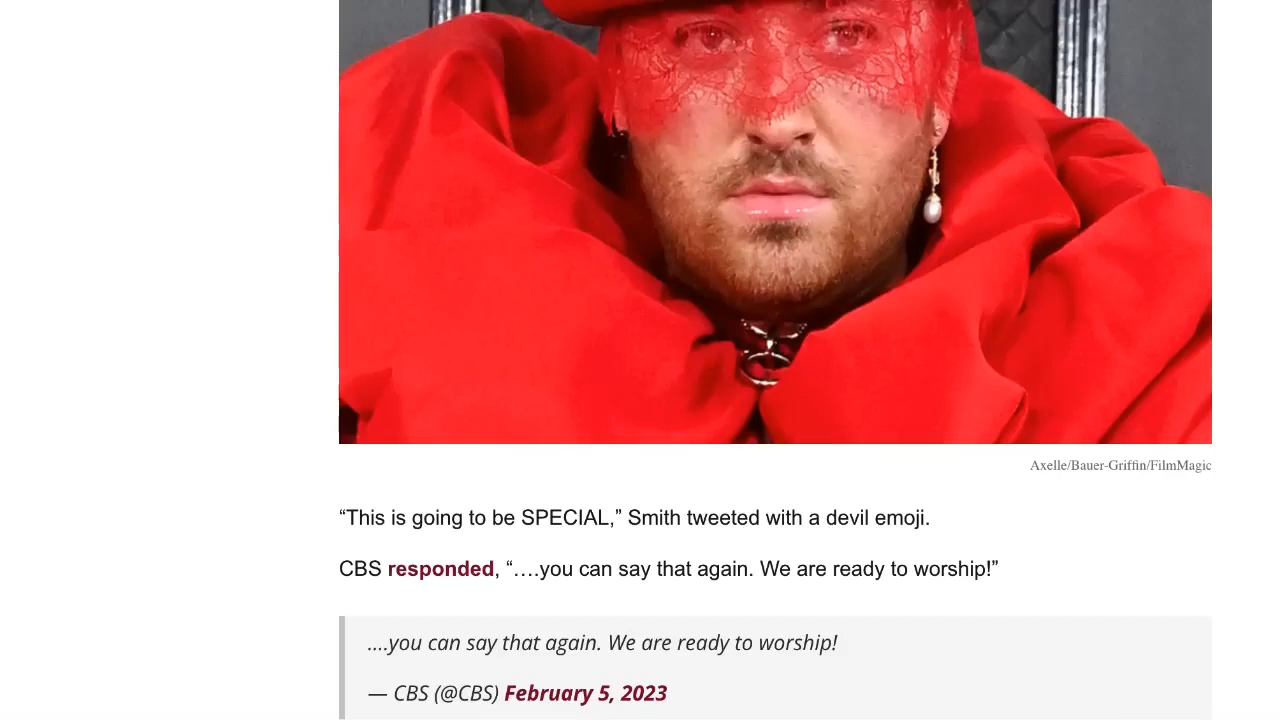 Axelle/Bauer-Griffin/FilmMagic
“This is going to be SPECIAL,” Smith tweeted with a devil emoji.
CBS responded, “….you can say that again. We are ready to worship!”
....you can say that again. We are ready to worship!
— CBS (@CBS) February 5, 2023